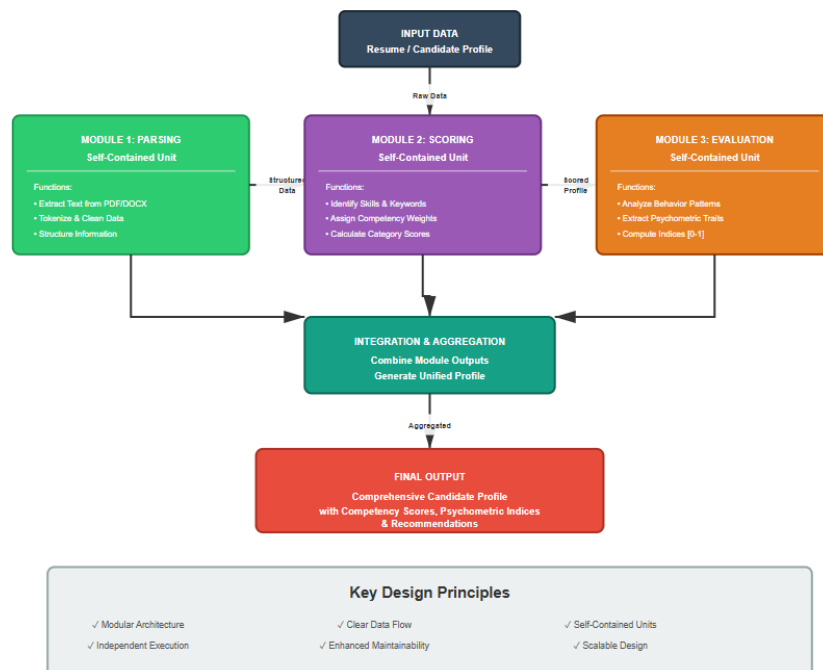 INPUT DATA
Resume / Candidate Profile
Raw Data
MODULE 1: PARSING
Self-Contained Unit
Functions:
• Extract Text from PDF/DOCX
• Tokenize & Clean Data
• Structure Information
Structured
Data
MODULE 2: SCORING
Self-Contained Unit
Functions:
• Identify Skills & Keywords
• Assign Competency Weights
• Calculate Category Scores
Scored
Profile
MODULE 3: EVALUATION
Self-Contained Unit
Functions:
• Analyze Behavior Patterns
• Extract Psychometric Traits
• Compute Indices [0-1]
INTEGRATION & AGGREGATION
Combine Module Outputs
Generate Unified Profile
Aggregated
FINAL OUTPUT
Comprehensive Candidate Profile
with Competency Scores, Psychometric Indices
& Recommendations
Key Design Principles
✓ Modular Architecture
✓ Clear Data Flow
✓ Self-Contained Units
✓ Independent Execution
✓ Enhanced Maintainability
✓ Scalable Design